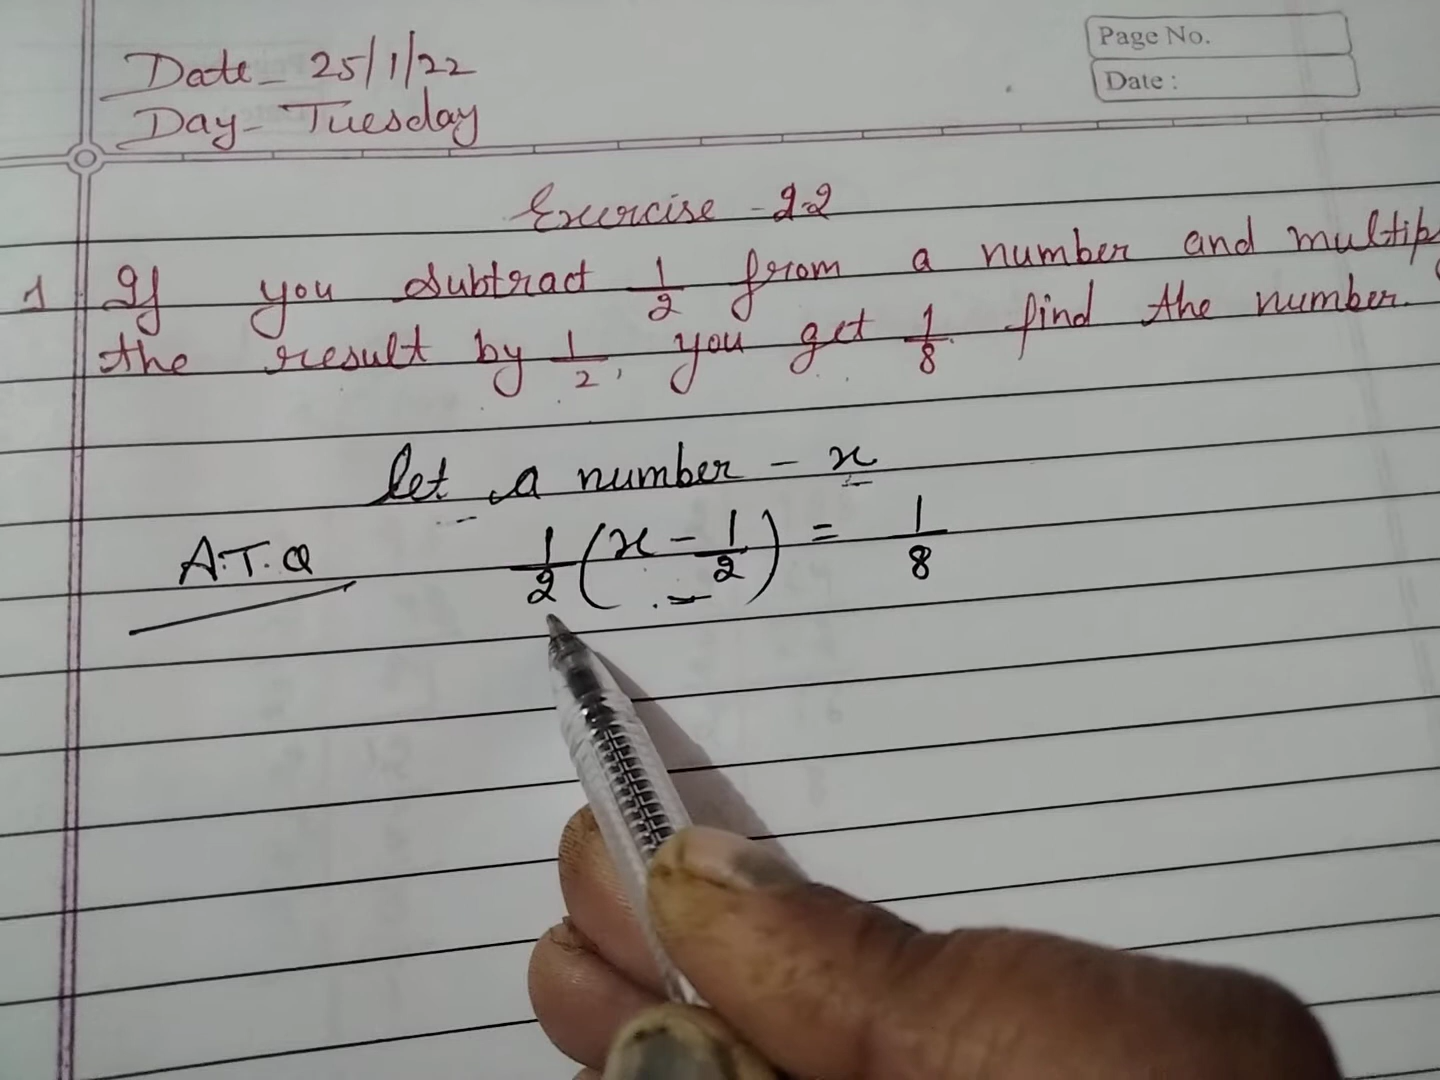 Page No.
Date :
Date - 25/1/22
Day - Tuesday
Exercise - 2.2
1 If you subtract 1/2 from a number and multip
the result by 1/2, you get 1/8. find the number.
let a number - x
A.T.Q 1/2 (x - 1/2) = 1/8